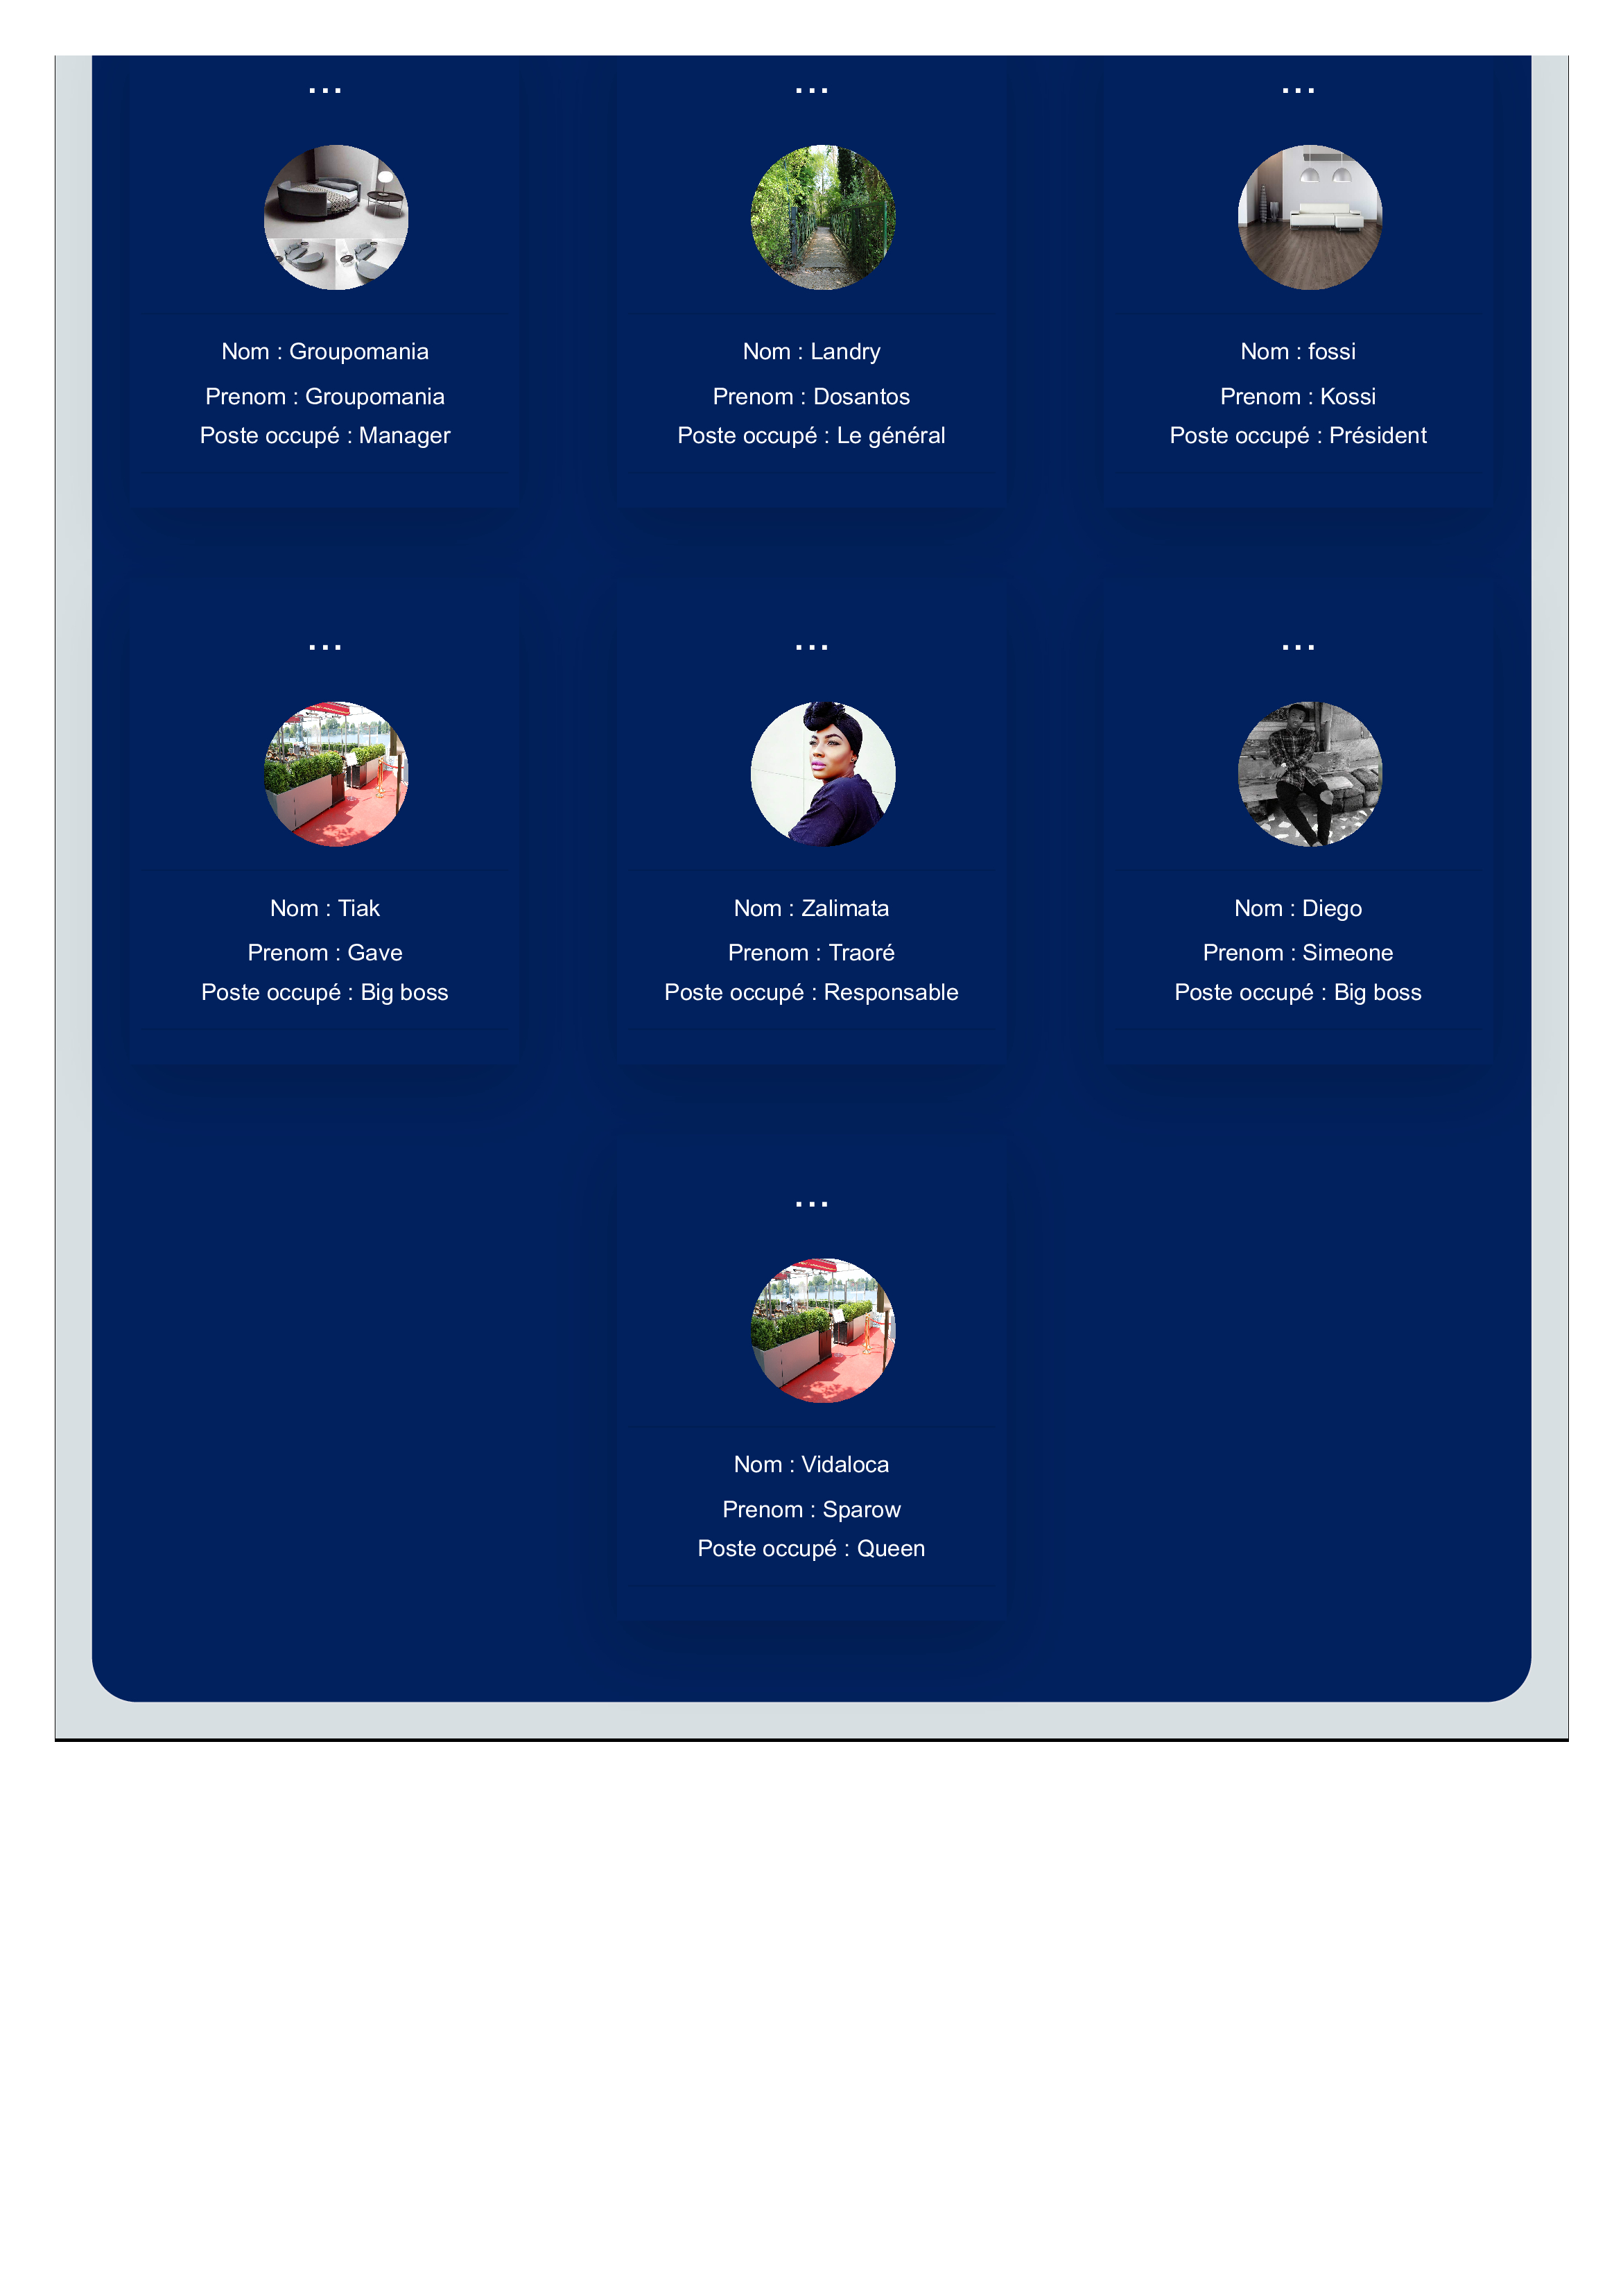 ...
Nom : Groupomania
Prenom : Groupomania
Poste occupé : Manager
...
Nom : Landry
Prenom : Dosantos
Poste occupé : Le général
...
Nom : fossi
Prenom : Kossi
Poste occupé : Président
...
Nom : Tiak
Prenom : Gave
Poste occupé : Big boss
...
Nom : Zalimata
Prenom : Traoré
Poste occupé : Responsable
...
Nom : Diego
Prenom : Simeone
Poste occupé : Big boss
...
Nom : Vidaloca
Prenom : Sparow
Poste occupé : Queen